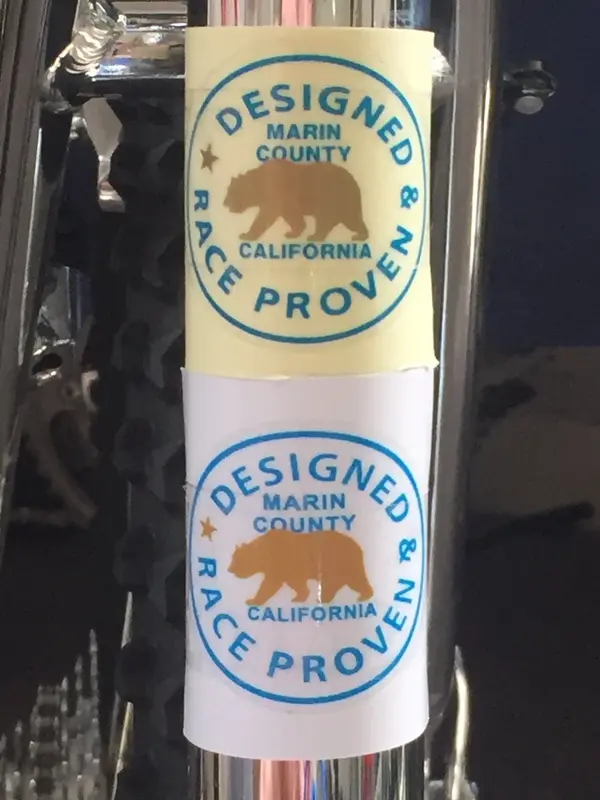 DESIGNED &
MARIN
COUNTY
CALIFORNIA
RACE PROVEN
DESIGNED &
MARIN
COUNTY
CALIFORNIA
RACE PROVEN